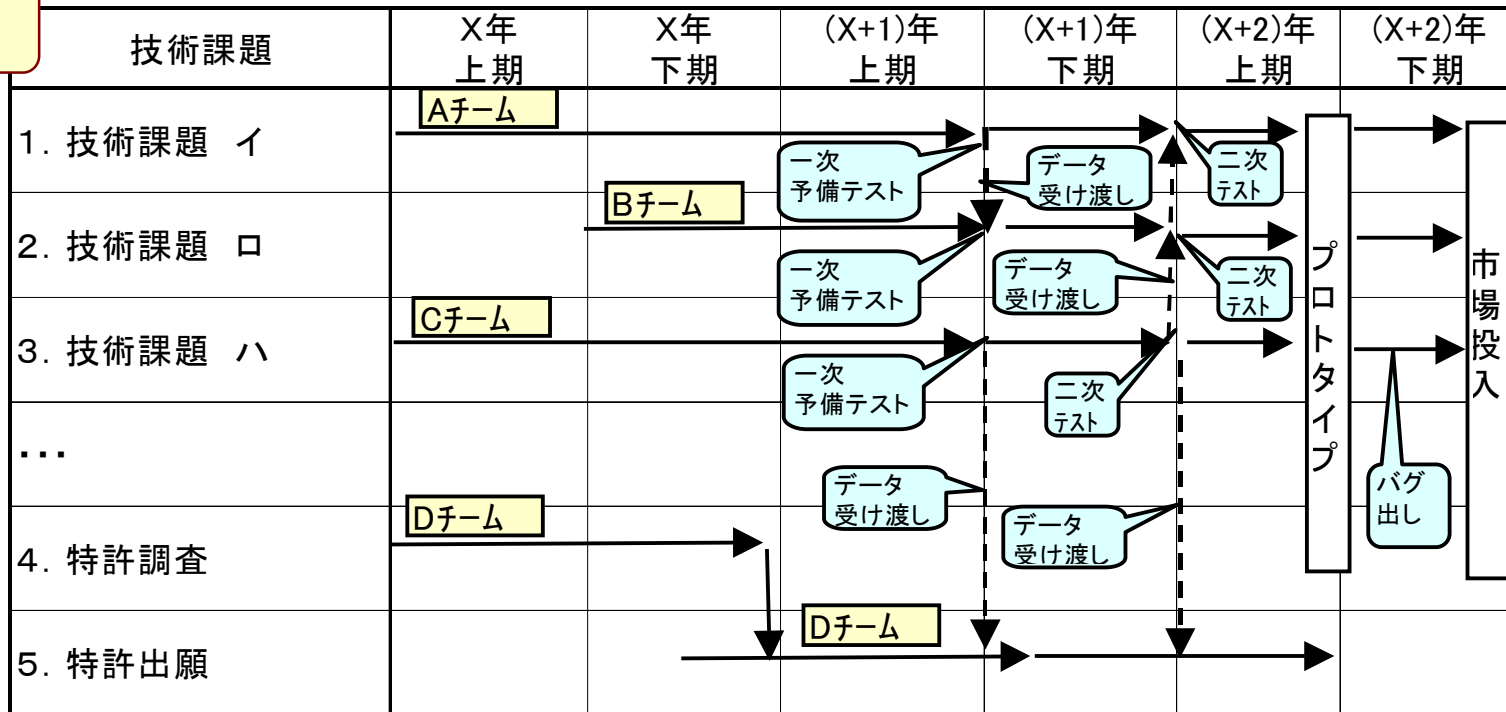 技術課題
X年
上期
X年
下期
(X+1)年
上期
(X+1)年
下期
(X+2)年
上期
(X+2)年
下期
Aチーム
1. 技術課題 イ
一次
予備テスト
データ
受け渡し
二次
テスト
Bチーム
2. 技術課題 ロ
一次
予備テスト
データ
受け渡し
二次
テスト
プロトタイプ
市場投入
Cチーム
3. 技術課題 ハ
一次
予備テスト
二次
テスト
・・・
データ
受け渡し
データ
受け渡し
バグ
出し
Dチーム
4. 特許調査
Dチーム
5. 特許出願